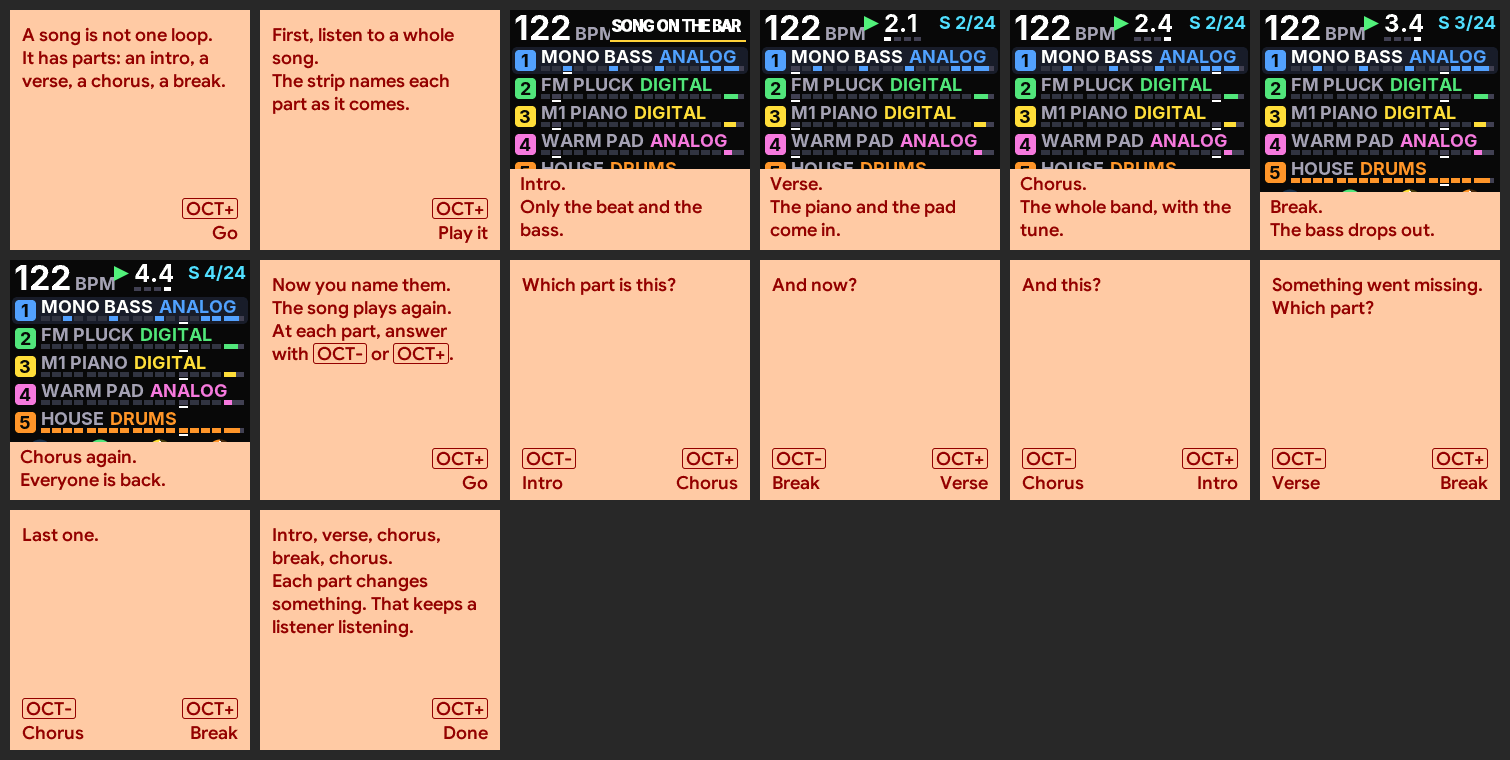 A song is not one loop.
It has parts: an intro, a
verse, a chorus, a break.
OCT+
Go
First, listen to a whole
song.
The strip names each
part as it comes.
OCT+
Play it
122 BPM SONG ON THE BAR
1 MONO BASS ANALOG
2 FM PLUCK DIGITAL
3 M1 PIANO DIGITAL
4 WARM PAD ANALOG
HOUSE DRUMS
Intro.
Only the beat and the
bass.
122 BPM 2.1 S 2/24
1 MONO BASS ANALOG
2 FM PLUCK DIGITAL
3 M1 PIANO DIGITAL
4 WARM PAD ANALOG
HOUSE DRUMS
Verse.
The piano and the pad
come in.
122 BPM 2.4 S 2/24
1 MONO BASS ANALOG
2 FM PLUCK DIGITAL
3 M1 PIANO DIGITAL
4 WARM PAD ANALOG
HOUSE DRUMS
Chorus.
The whole band, with the
tune.
122 BPM 3.4 S 3/24
1 MONO BASS ANALOG
2 FM PLUCK DIGITAL
3 M1 PIANO DIGITAL
4 WARM PAD ANALOG
5 HOUSE DRUMS
Break.
The bass drops out.
122 BPM 4.4 S 4/24
1 MONO BASS ANALOG
2 FM PLUCK DIGITAL
3 M1 PIANO DIGITAL
4 WARM PAD ANALOG
5 HOUSE DRUMS
Chorus again.
Everyone is back.
Now you name them.
The song plays again.
At each part, answer
with OCT- or OCT+.
OCT+
Go
Which part is this?
OCT- OCT+
Intro Chorus
And now?
OCT- OCT+
Break Verse
And this?
OCT- OCT+
Chorus Intro
Something went missing.
Which part?
OCT- OCT+
Verse Break
Last one.
OCT- OCT+
Chorus Break
Intro, verse, chorus,
break, chorus.
Each part changes
something. That keeps a
listener listening.
OCT+
Done